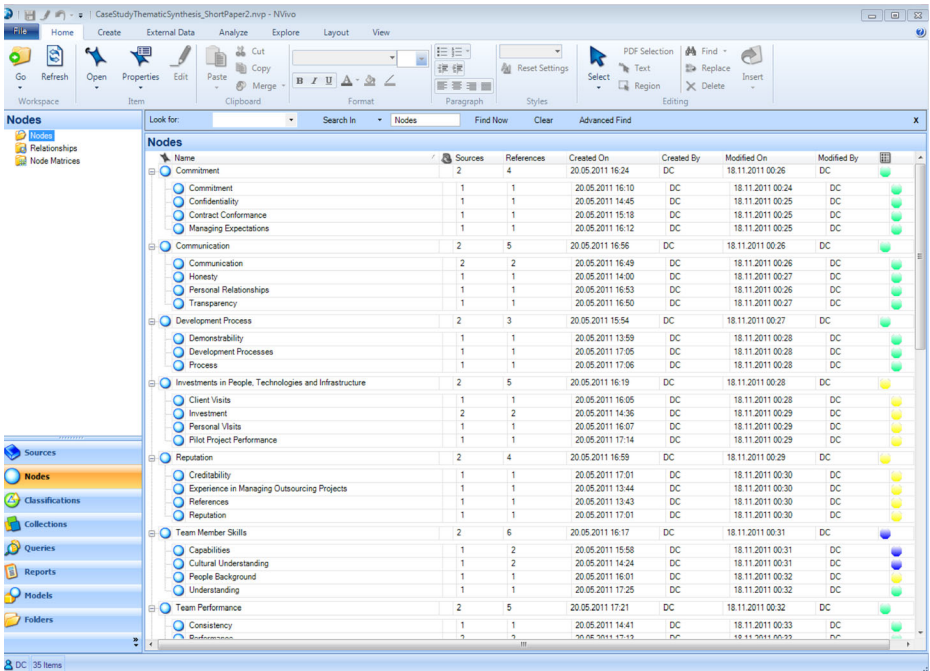 CaseStudyThematicSynthesis_ShortPaper2.nvp - NVivo
File Home Create External Data Analyze Explore Layout View
Go Refresh Open Properties Edit Paste Cut Copy Merge B I U A Reset Settings Select PDF Selection Text Region Find Replace Delete Insert
Workspace Item Clipboard Format Paragraph Styles Editing
Nodes
Nodes
Relationships
Node Matrices
Sources
Nodes
Classifications
Collections
Queries
Reports
Models
Folders
Look for: Search In Nodes Find Now Clear Advanced Find x
Nodes
Name Sources References Created On Created By Modified On Modified By
Commitment 2 4 20.05.2011 16:24 DC 18.11.2011 00:26 DC
Commitment 1 1 20.05.2011 16:10 DC 18.11.2011 00:24 DC
Confidentiality 1 1 20.05.2011 14:45 DC 18.11.2011 00:25 DC
Contract Conformance 1 1 20.05.2011 15:18 DC 18.11.2011 00:25 DC
Managing Expectations 1 1 20.05.2011 16:12 DC 18.11.2011 00:25 DC
Communication 2 5 20.05.2011 16:56 DC 18.11.2011 00:26 DC
Communication 2 2 20.05.2011 16:49 DC 18.11.2011 00:26 DC
Honesty 1 1 20.05.2011 14:00 DC 18.11.2011 00:27 DC
Personal Relationships 1 1 20.05.2011 16:53 DC 18.11.2011 00:26 DC
Transparency 1 1 20.05.2011 16:50 DC 18.11.2011 00:27 DC
Development Process 2 3 20.05.2011 15:54 DC 18.11.2011 00:27 DC
Demonstrability 1 1 20.05.2011 13:59 DC 18.11.2011 00:28 DC
Development Processes 1 1 20.05.2011 17:05 DC 18.11.2011 00:28 DC
Process 1 1 20.05.2011 17:06 DC 18.11.2011 00:28 DC
Investments in People, Technologies and Infrastructure 2 5 20.05.2011 16:19 DC 18.11.2011 00:28 DC
Client Visits 1 1 20.05.2011 16:05 DC 18.11.2011 00:28 DC
Investment 2 2 20.05.2011 14:36 DC 18.11.2011 00:29 DC
Personal VIsits 1 1 20.05.2011 16:07 DC 18.11.2011 00:29 DC
Pilot Project Performance 1 1 20.05.2011 17:14 DC 18.11.2011 00:29 DC
Reputation 2 4 20.05.2011 16:59 DC 18.11.2011 00:29 DC
Creditability 1 1 20.05.2011 17:01 DC 18.11.2011 00:30 DC
Experience in Managing Outsourcing Projects 1 1 20.05.2011 13:44 DC 18.11.2011 00:30 DC
References 1 1 20.05.2011 13:43 DC 18.11.2011 00:30 DC
Reputation 1 1 20.05.2011 17:01 DC 18.11.2011 00:30 DC
Team Member Skills 2 6 20.05.2011 16:17 DC 18.11.2011 00:31 DC
Capabilities 1 2 20.05.2011 15:58 DC 18.11.2011 00:31 DC
Cultural Understanding 1 2 20.05.2011 14:24 DC 18.11.2011 00:31 DC
People Background 1 1 20.05.2011 16:01 DC 18.11.2011 00:32 DC
Understanding 1 1 20.05.2011 17:25 DC 18.11.2011 00:32 DC
Team Performance 2 5 20.05.2011 17:21 DC 18.11.2011 00:32 DC
Consistency 1 1 20.05.2011 14:41 DC 18.11.2011 00:33 DC
Performance 2 2 20.05.2011 17:13 DC 18.11.2011 00:33 DC
DC 35 Items